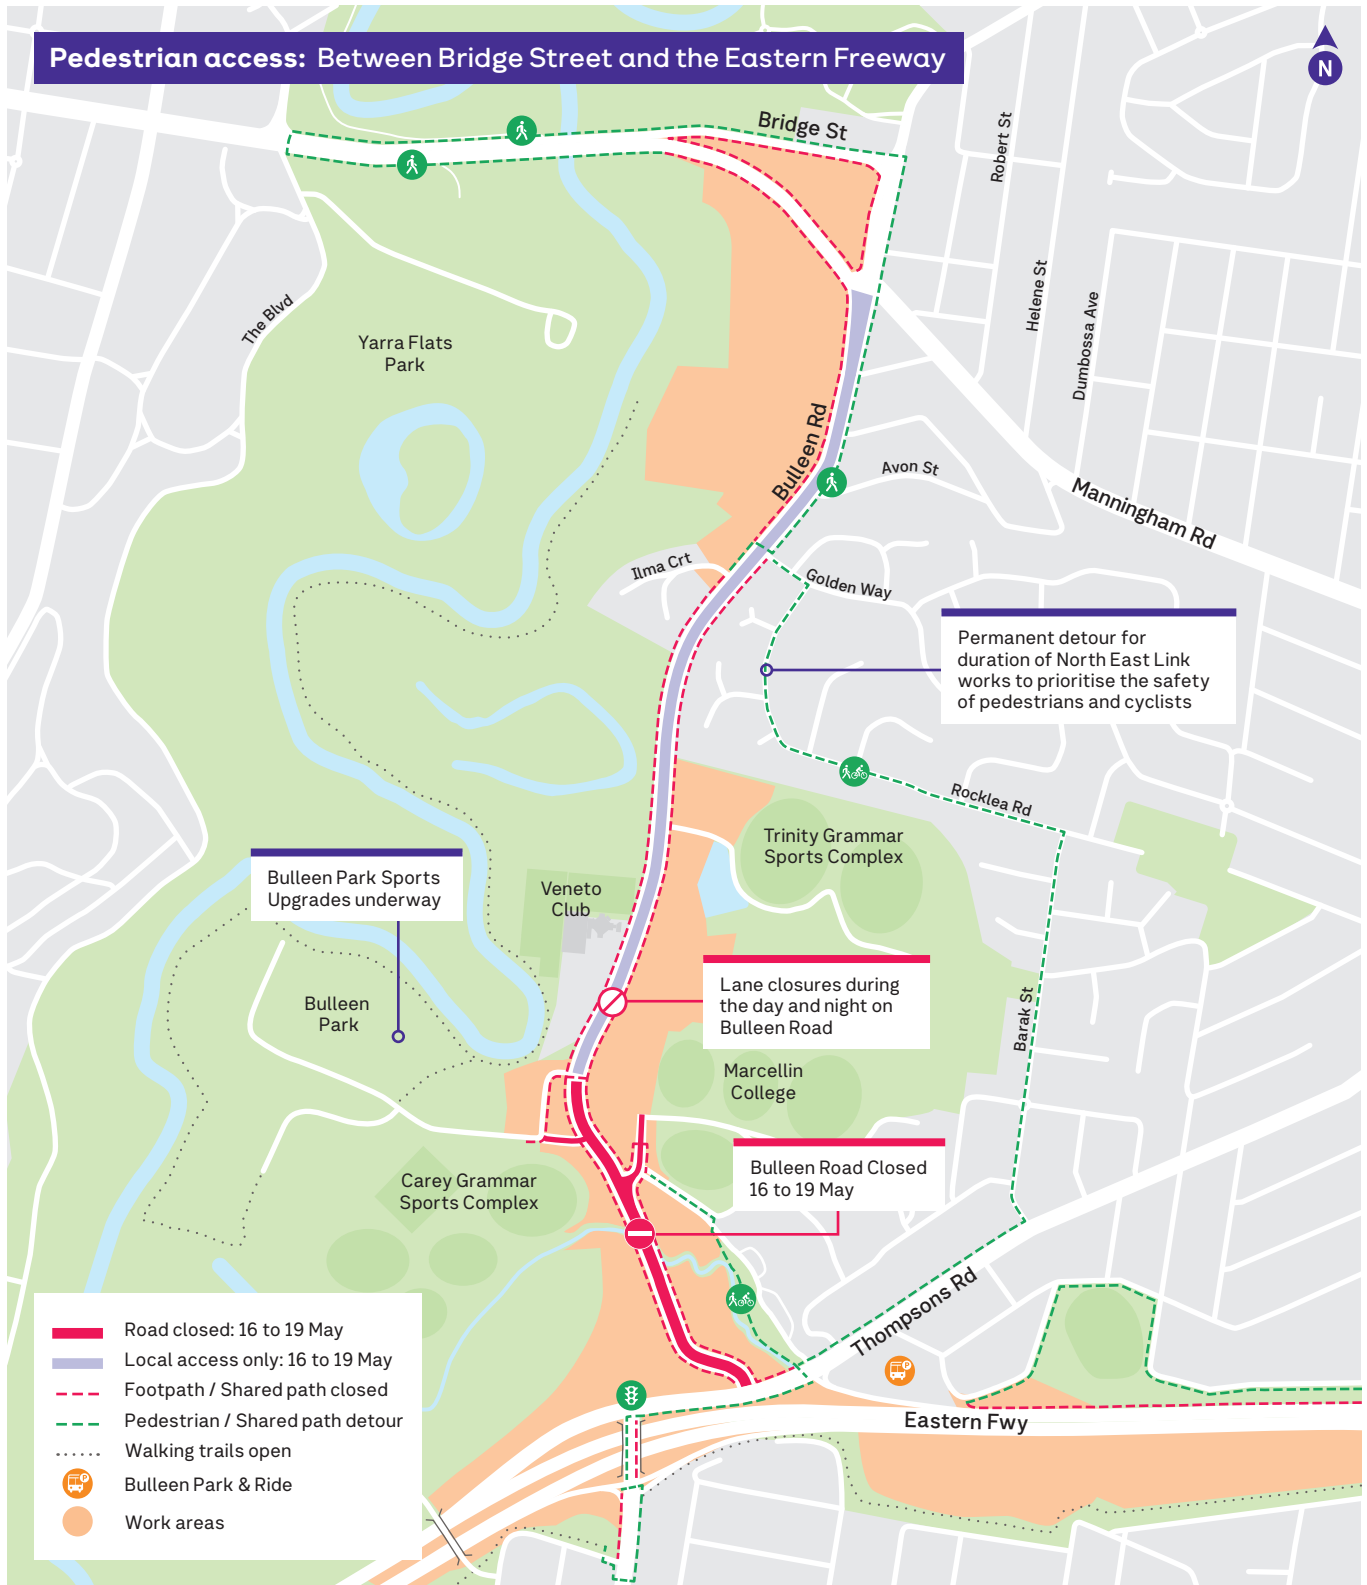 Pedestrian access: Between Bridge Street and the Eastern Freeway
N
Bridge St
Robert St
Helene St
Dumbossa Ave
The Blvd
Yarra Flats
Park
Bulleen Rd
Avon St
Manningham Rd
Ilma Crt
Golden Way
Permanent detour for
duration of North East Link
works to prioritise the safety
of pedestrians and cyclists
Rocklea Rd
Trinity Grammar
Sports Complex
Bulleen Park Sports
Upgrades underway
Veneto
Club
Lane closures during
the day and night on
Bulleen Road
Bulleen
Park
Barak St
Marcellin
College
Bulleen Road Closed
16 to 19 May
Carey Grammar
Sports Complex
Thompsons Rd
P
Eastern Fwy
Road closed: 16 to 19 May
Local access only: 16 to 19 May
Footpath / Shared path closed
Pedestrian / Shared path detour
Walking trails open
P
Bulleen Park & Ride
Work areas